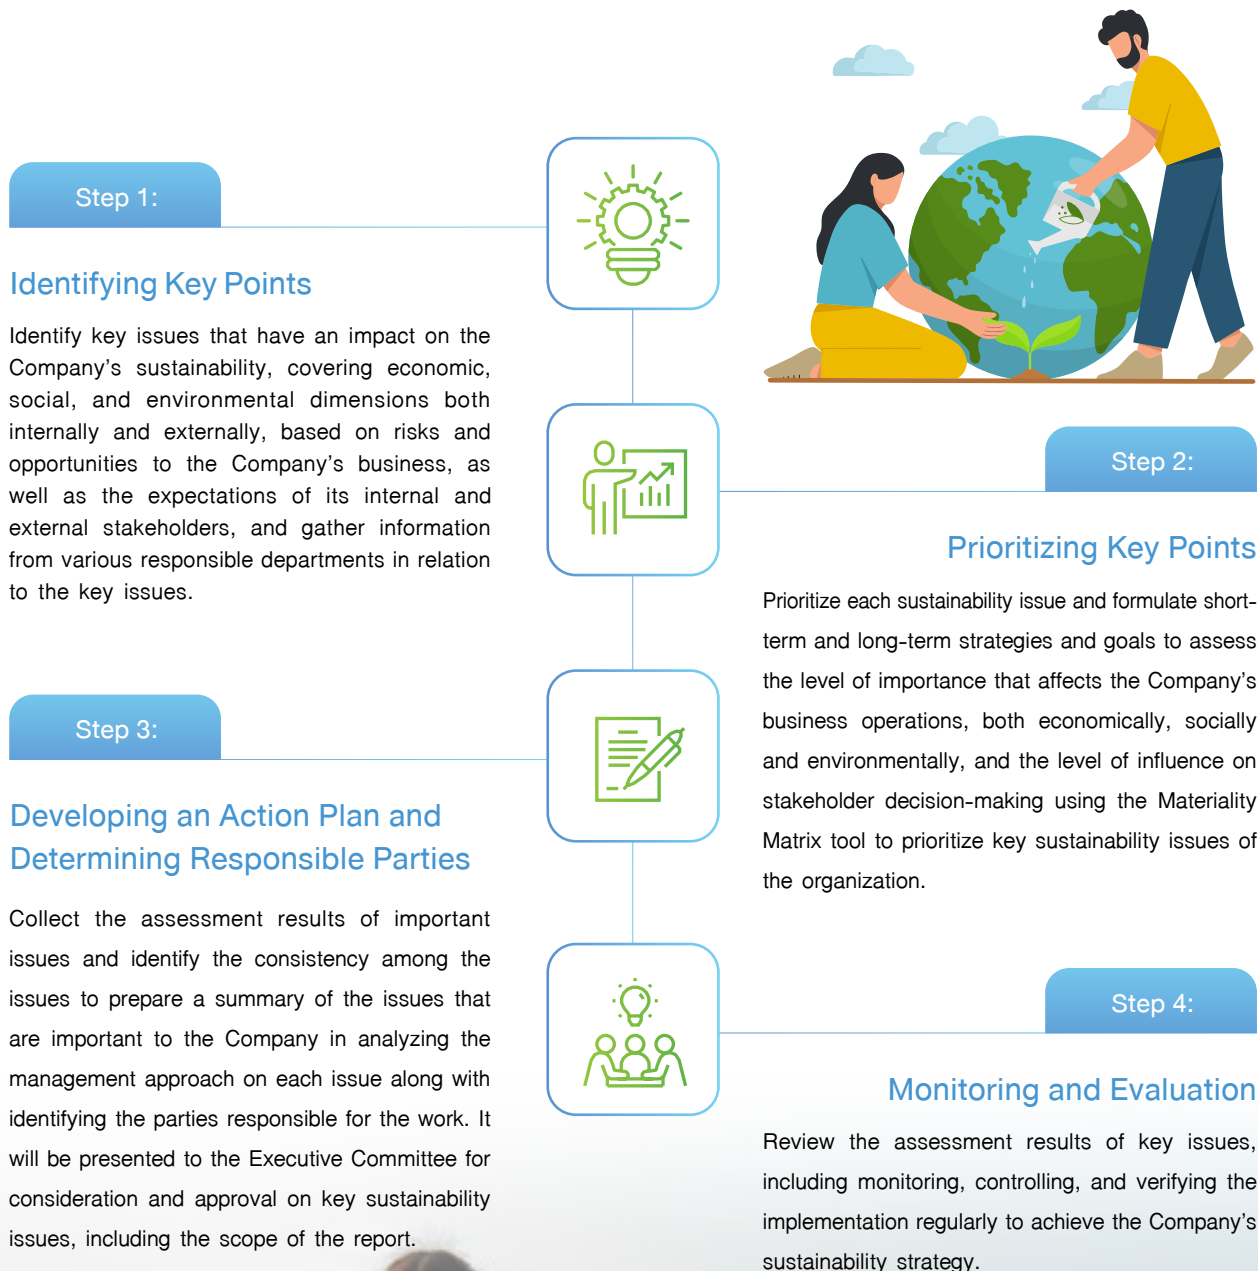 Step 1:
Identifying Key Points
Identify key issues that have an impact on the
Company's sustainability, covering economic,
social, and environmental dimensions both
internally and externally, based on risks and
opportunities to the Company's business, as
well as the expectations of its internal and
external stakeholders, and gather information
from various responsible departments in relation
to the key issues.
Step 2:
Prioritizing Key Points
Prioritize each sustainability issue and formulate short-
term and long-term strategies and goals to assess
the level of importance that affects the Company's
business operations, both economically, socially
and environmentally, and the level of influence on
stakeholder decision-making using the Materiality
Matrix tool to prioritize key sustainability issues of
the organization.
Step 3:
Developing an Action Plan and
Determining Responsible Parties
Collect the assessment results of important
issues and identify the consistency among the
issues to prepare a summary of the issues that
are important to the Company in analyzing the
management approach on each issue along with
identifying the parties responsible for the work. It
will be presented to the Executive Committee for
consideration and approval on key sustainability
issues, including the scope of the report.
Step 4:
Monitoring and Evaluation
Review the assessment results of key issues,
including monitoring, controlling, and verifying the
implementation regularly to achieve the Company's
sustainability strategy.